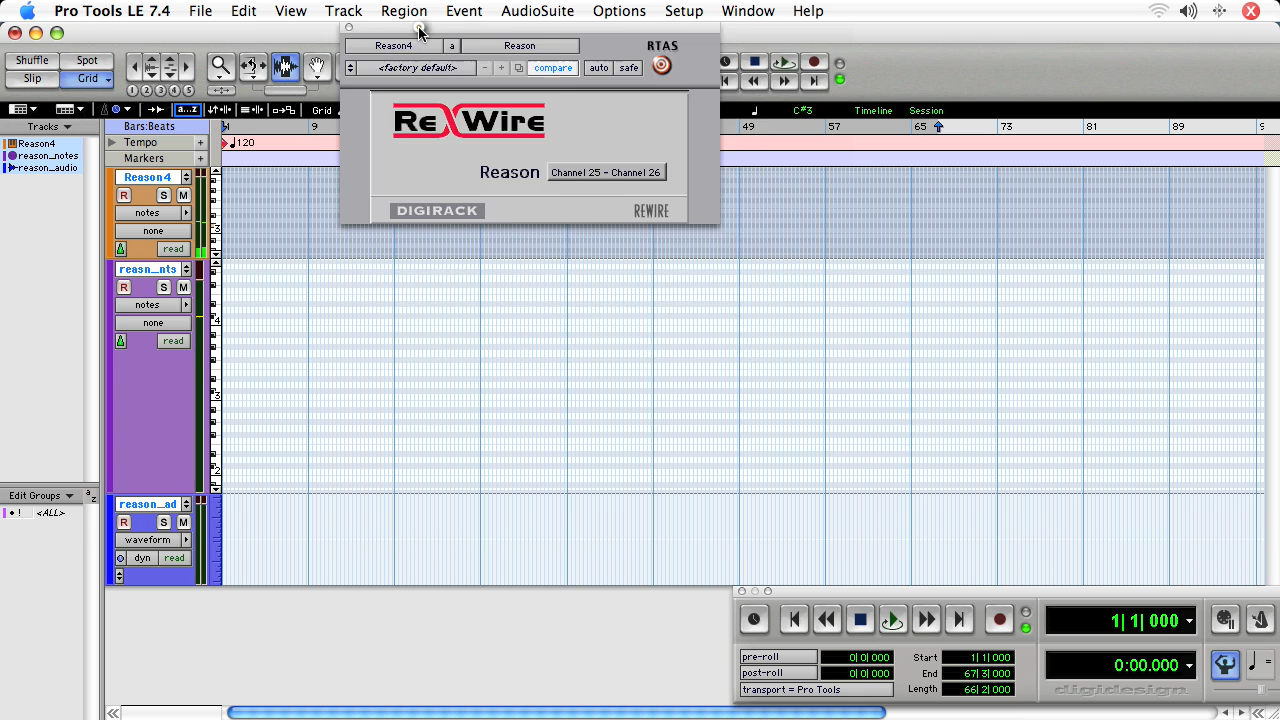 Pro Tools LE 7.4 File Edit View Track Region Event AudioSuite Options Setup Window Help
Reason4 a Reason RTAS
Shuffle Spot
<factory default> - + compare auto safe
Slip Grid
1 2 3 4 5
a...z Grid C#3 Timeline Session
Tracks Bars:Beats 9 49 57 65 73 81 89
Tempo + 120
Markers +
Reason4
reason_notes
reason_audio
ReWire
Reason Channel 25 - Channel 26
DIGIRACK REWIRE
Reason4
R S M
notes
none
read
3
reasn_nts
R S M
notes
none
read
4
3
2
Edit Groups a z
! <ALL>
reason_ad
R S M
waveform
dyn read
1| 1| 000
pre-roll 0| 0| 000 Start 1| 1| 000
post-roll 0| 0| 000 End 67| 3| 000
transport = Pro Tools Length 66| 2| 000
0:00.000
=
digidesign